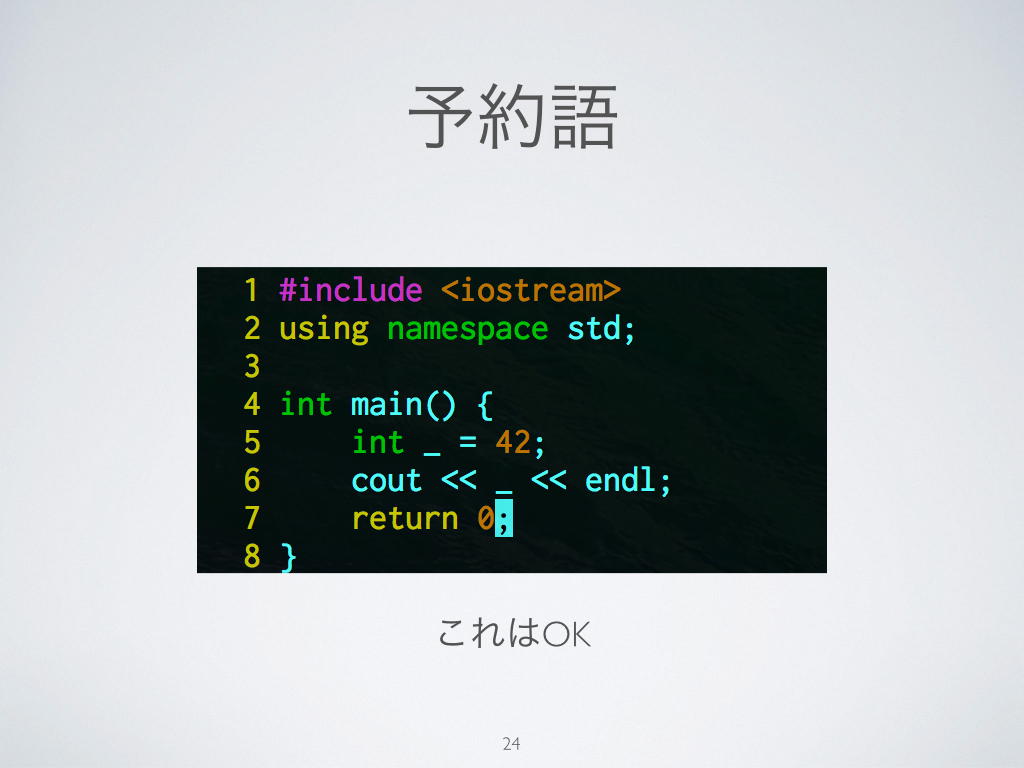 予約語
1 #include <iostream>
2 using namespace std;
3
4 int main() {
5     int _ = 42;
6     cout << _ << endl;
7     return 0;
8 }
これはOK
24